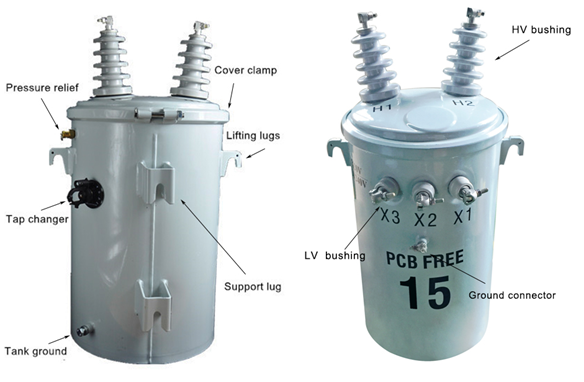 Pressure relief
Cover clamp
Lifting lugs
Tap changer
Support lug
Tank ground
HV bushing
H1 H2
X3 X2 X1
LV bushing
PCB FREE
15
Ground connector